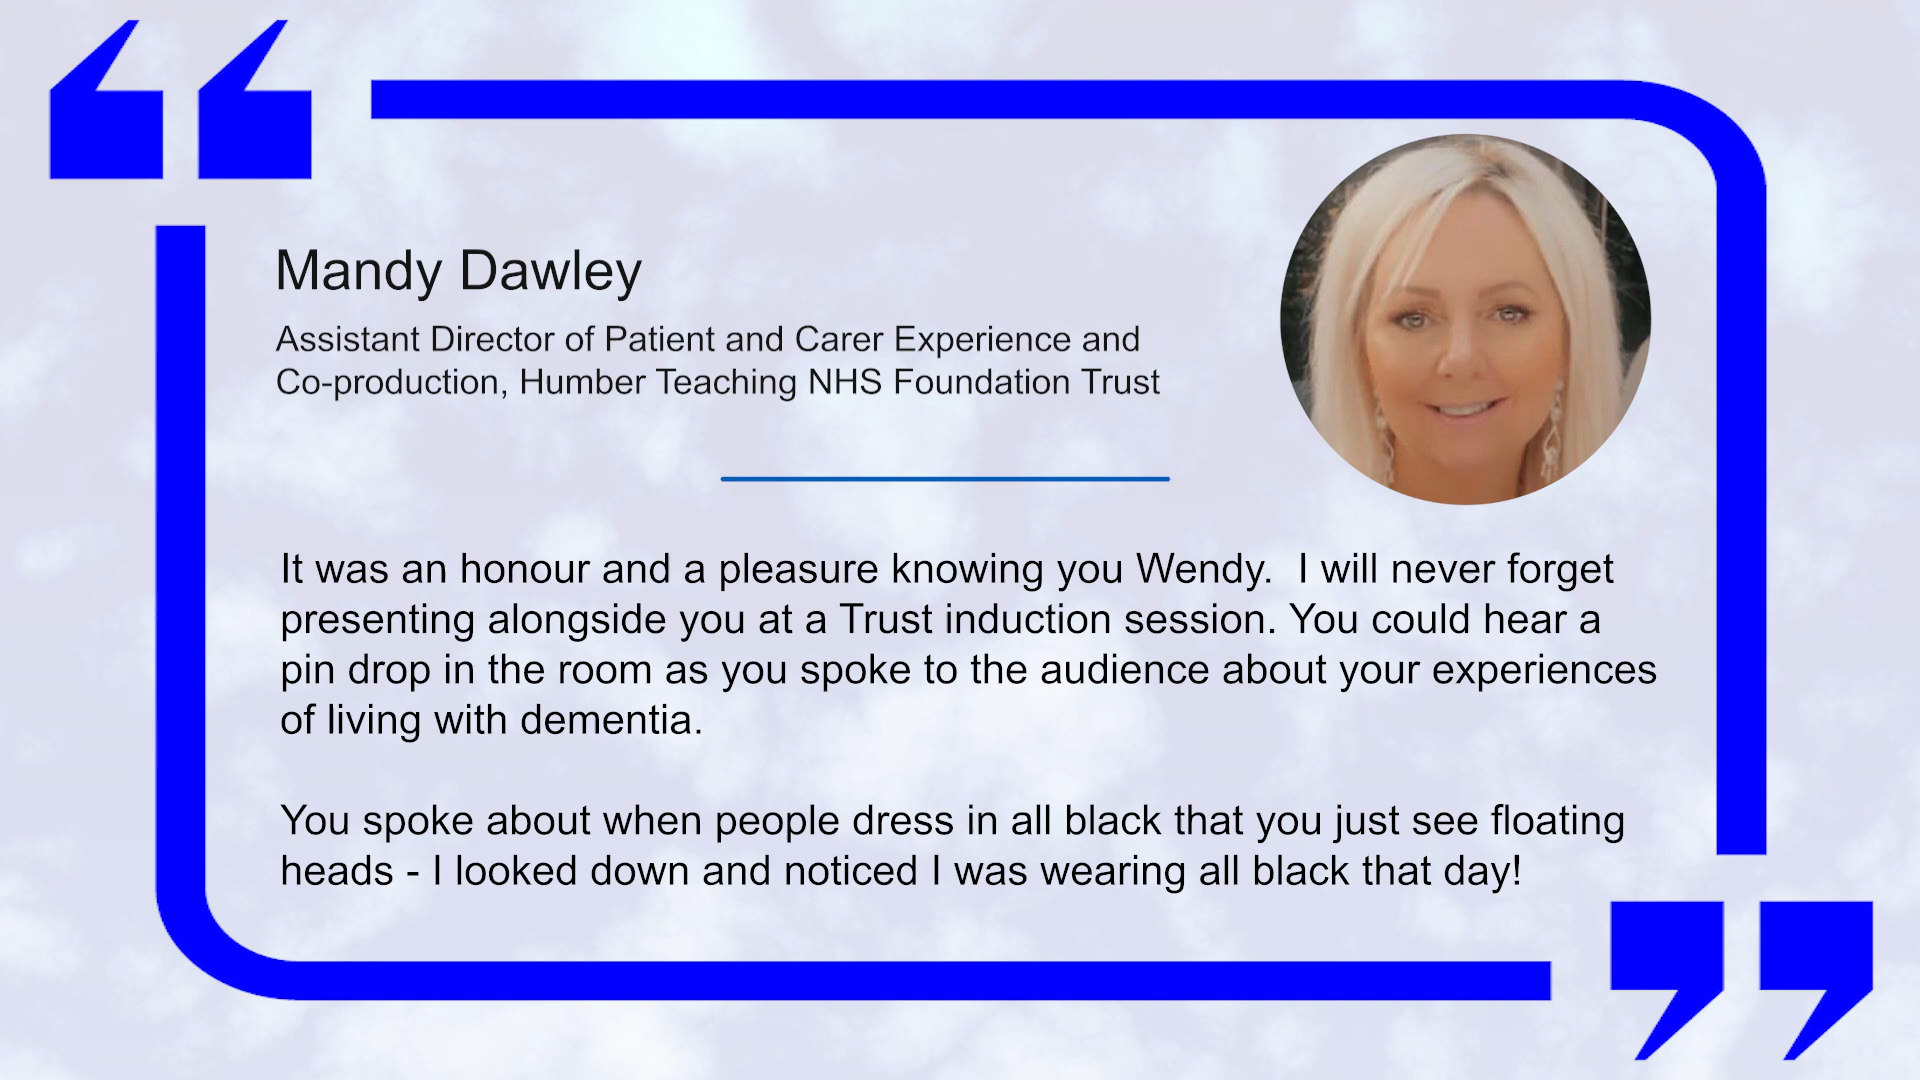 Mandy Dawley
Assistant Director of Patient and Carer Experience and
Co-production, Humber Teaching NHS Foundation Trust
It was an honour and a pleasure knowing you Wendy.  I will never forget
presenting alongside you at a Trust induction session. You could hear a
pin drop in the room as you spoke to the audience about your experiences
of living with dementia.
You spoke about when people dress in all black that you just see floating
heads - I looked down and noticed I was wearing all black that day!